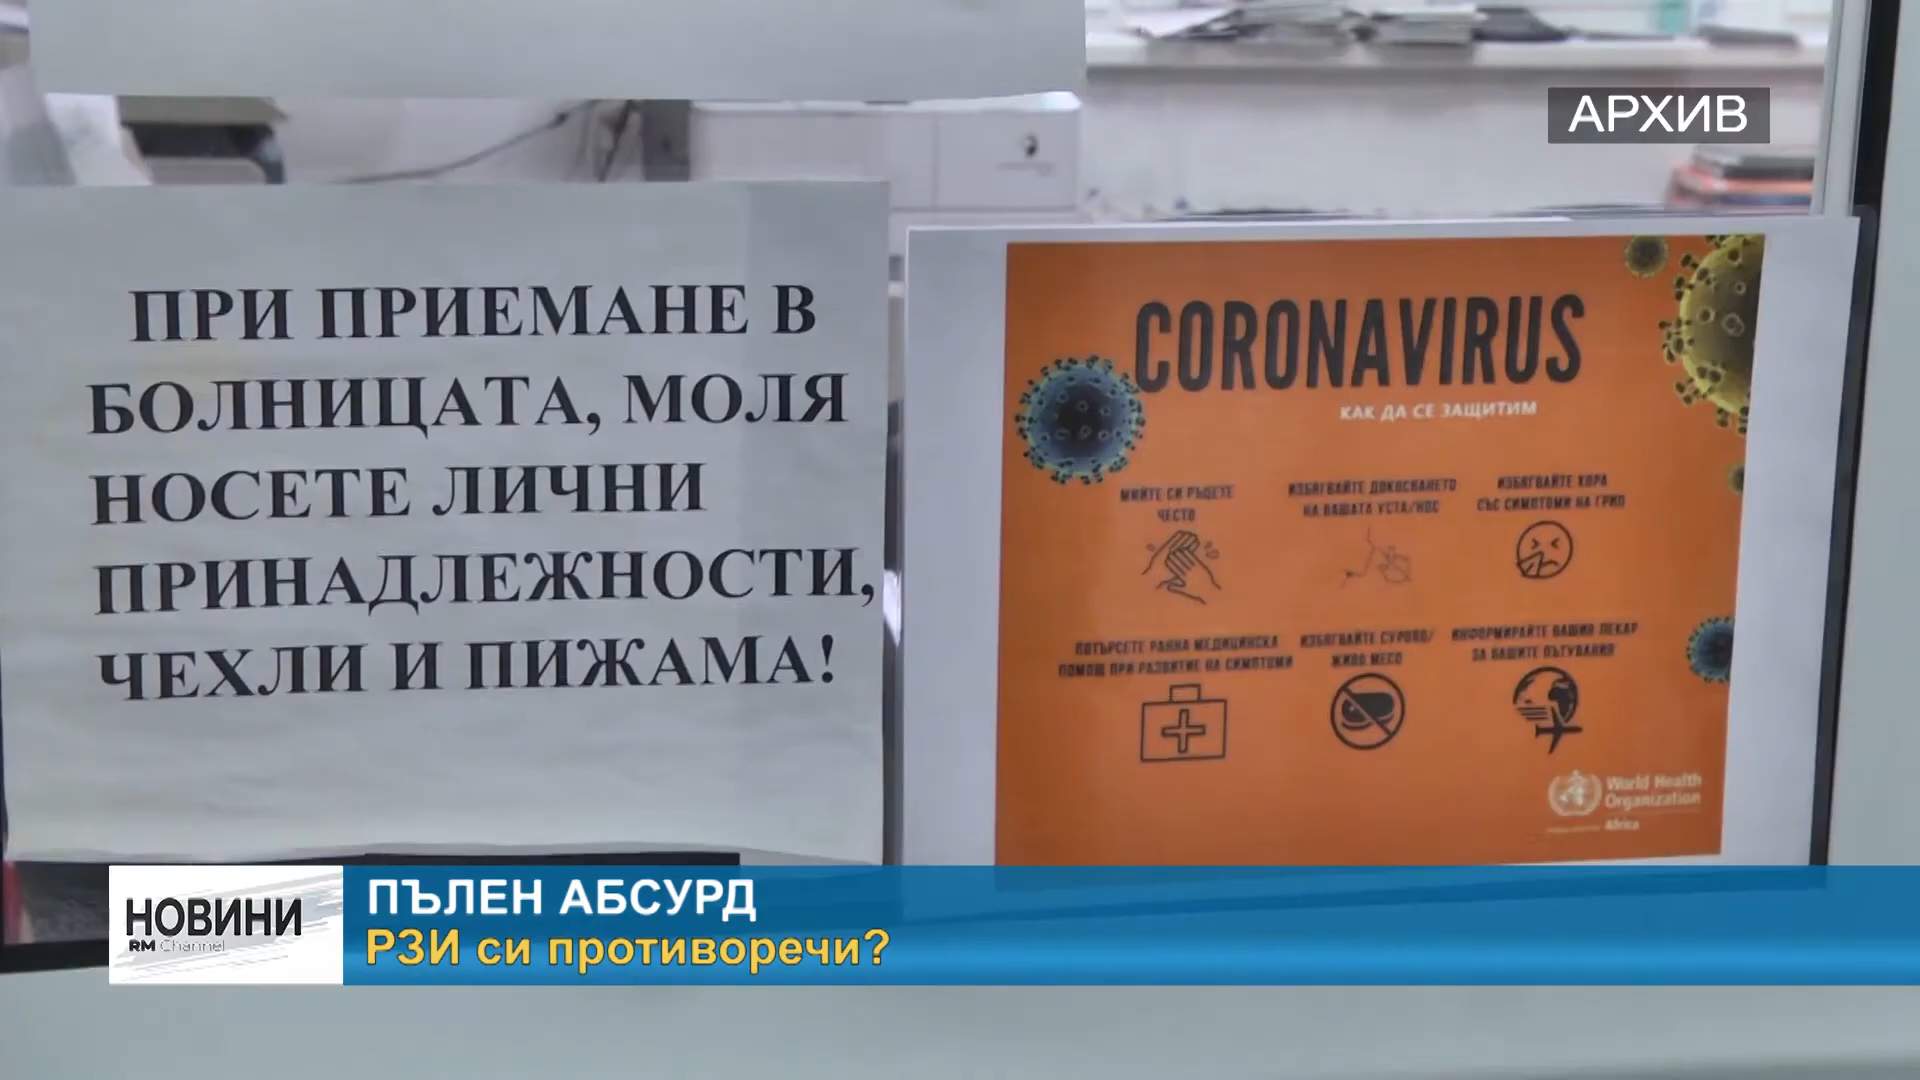 АРХИВ
ПРИ ПРИЕМАНЕ В
БОЛНИЦАТА, МОЛЯ
НОСЕТЕ ЛИЧНИ
ПРИНАДЛЕЖНОСТИ,
ЧЕХЛИ И ПИЖАМА!
CORONAVIRUS
КАК ДА СЕ ЗАЩИТИМ
МИЙТЕ СИ РЪЦЕТЕ
ЧЕСТО
ИЗБЯГВАЙТЕ ДОКОСВАНЕТО
НА ВАШАТА УСТА/НОС
ИЗБЯГВАЙТЕ ХОРА
СЪС СИМПТОМИ НА ГРИП
ПОТЪРСЕТЕ РАННА МЕДИЦИНСКА
ПОМОЩ ПРИ РАЗВИТИЕ НА СИМПТОМИ
ИЗБЯГВАЙТЕ СУРОВО/
ЖИВО МЕСО
ИНФОРМИРАЙТЕ ВАШИЯ ЛЕКАР
ЗА ВАШИТЕ ПЪТУВАНИЯ
World Health
Organization
Africa
НОВИНИ
RM Channel
ПЪЛЕН АБСУРД
РЗИ си противоречи?